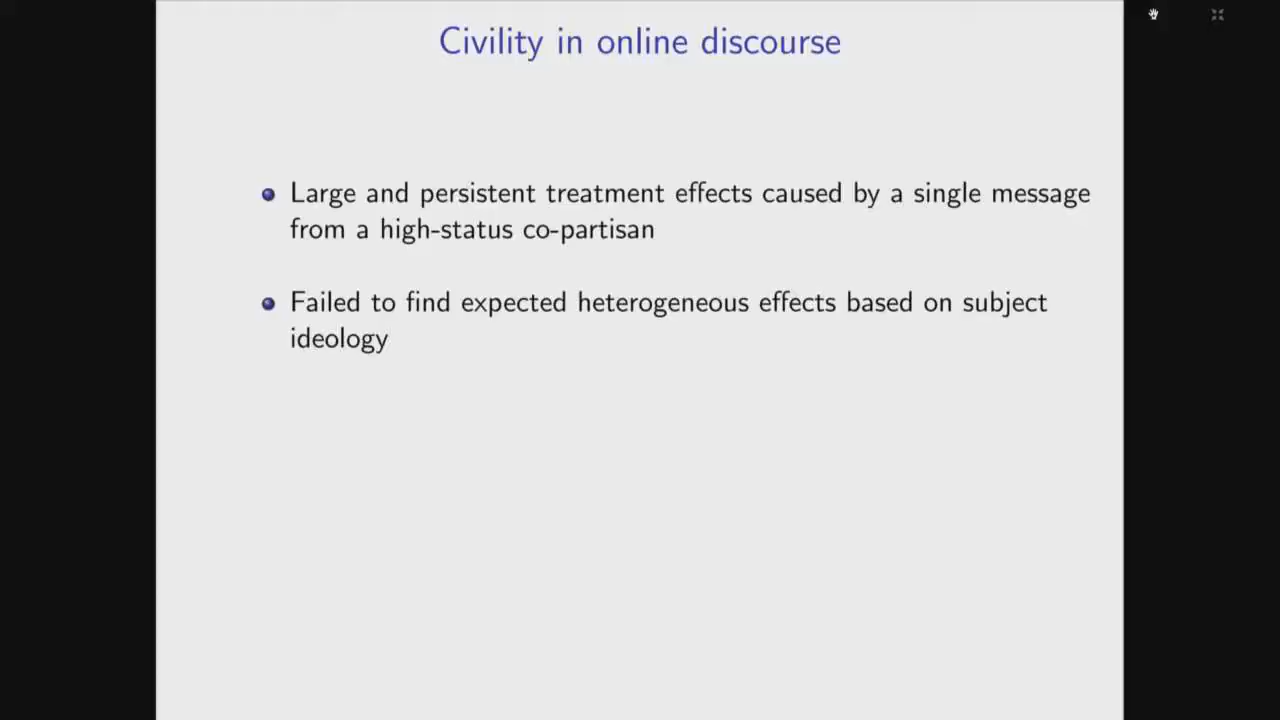 Civility in online discourse
Large and persistent treatment effects caused by a single message
from a high-status co-partisan
Failed to find expected heterogeneous effects based on subject
ideology